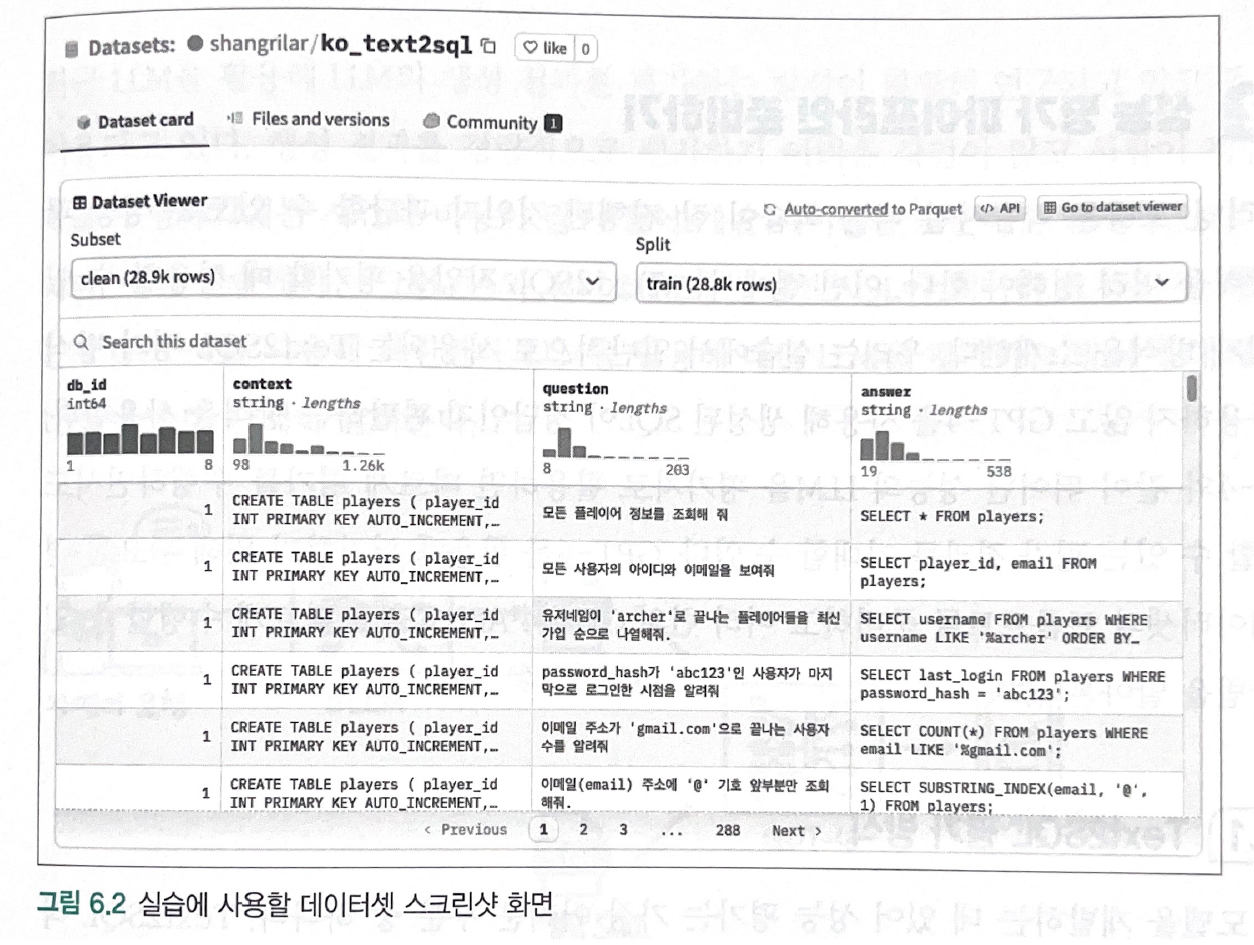 Datasets: shangrilar/ko_text2sql like 0
Dataset card Files and versions Community 1
Dataset Viewer
Auto-converted to Parquet </> API Go to dataset viewer
Subset
Split
clean (28.9k rows)
train (28.8k rows)
Search this dataset
db_id context question answer
int64 string · lengths string · lengths string · lengths
1 8 98 1.26k 8 203 19 538
1
CREATE TABLE players ( player_id
INT PRIMARY KEY AUTO_INCREMENT,…
모든 플레이어 정보를 조회해 줘
SELECT * FROM players;
1
CREATE TABLE players ( player_id
INT PRIMARY KEY AUTO_INCREMENT,…
모든 사용자의 아이디와 이메일을 보여줘
SELECT player_id, email FROM
players;
1
CREATE TABLE players ( player_id
INT PRIMARY KEY AUTO_INCREMENT,…
유저네임이 'archer'로 끝나는 플레이어들을 최신
가입 순으로 나열해줘.
SELECT username FROM players WHERE
username LIKE '%archer' ORDER BY…
1
CREATE TABLE players ( player_id
INT PRIMARY KEY AUTO_INCREMENT,…
password_hash가 'abc123'인 사용자가 마지
막으로 로그인한 시점을 알려줘
SELECT last_login FROM players WHERE
password_hash = 'abc123';
1
CREATE TABLE players ( player_id
INT PRIMARY KEY AUTO_INCREMENT,…
이메일 주소가 'gmail.com'으로 끝나는 사용자
수를 알려줘
SELECT COUNT(*) FROM players WHERE
email LIKE '%gmail.com';
1
CREATE TABLE players ( player_id
INT PRIMARY KEY AUTO_INCREMENT,…
이메일(email) 주소에 '@' 기호 앞부분만 조회
해줘.
SELECT SUBSTRING_INDEX(email, '@',
1) FROM players;
< Previous 1 2 3 ... 288 Next >
그림 6.2 실습에 사용할 데이터셋 스크린샷 화면